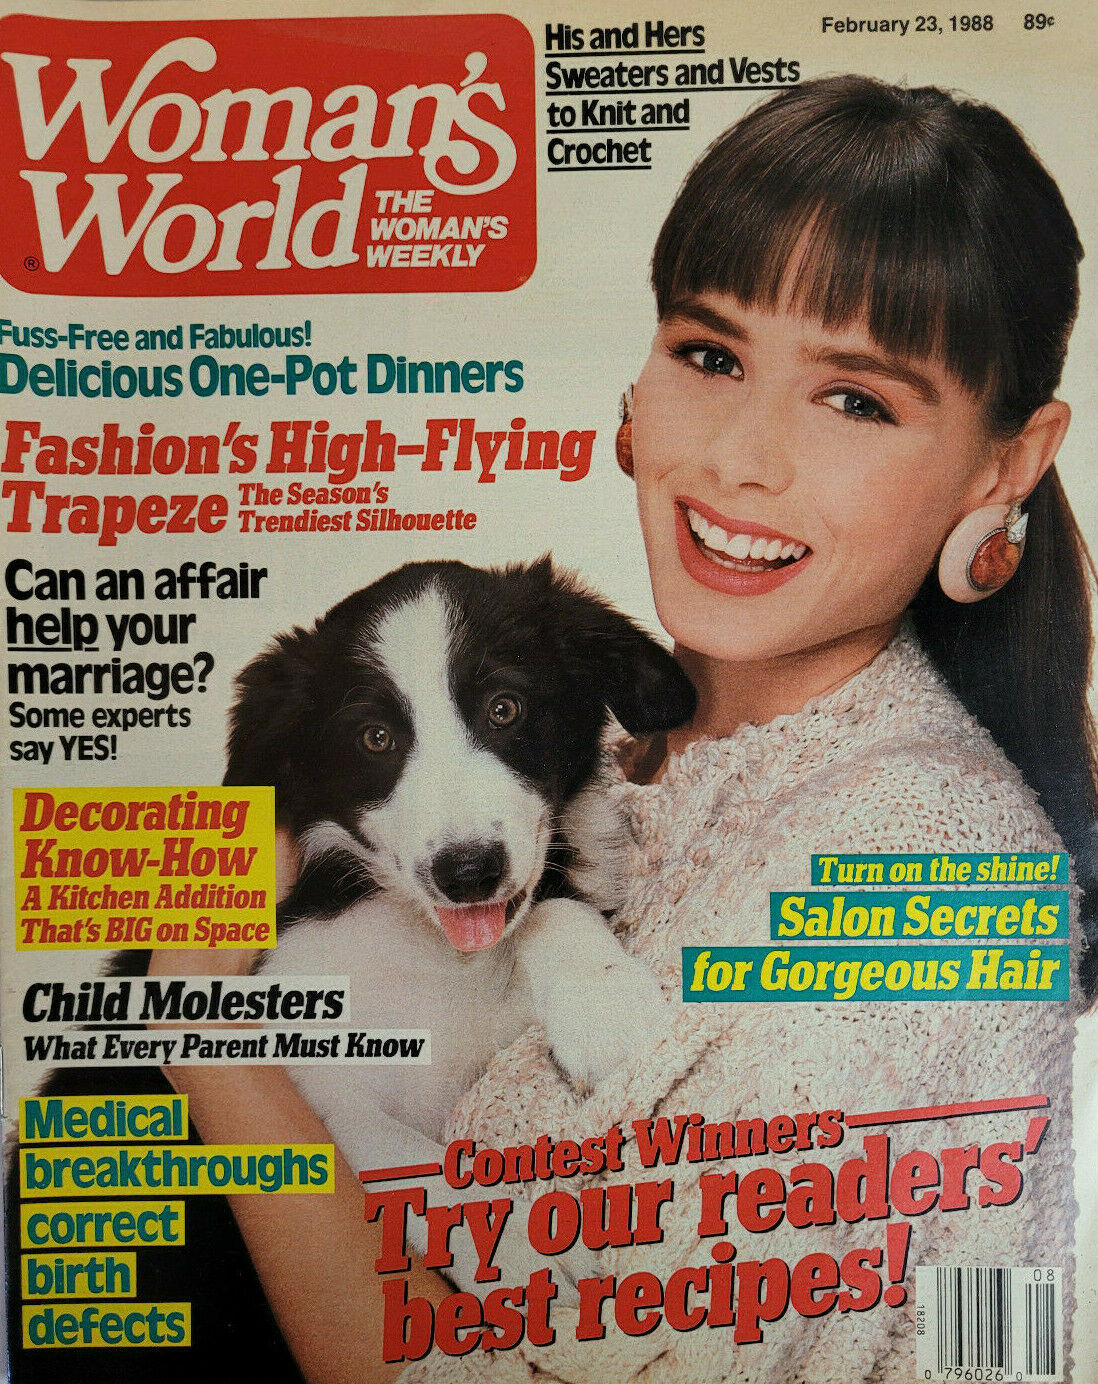 February 23, 1988 89¢
His and Hers
Sweaters and Vests
to Knit and
Crochet
Woman's
World
THE
WOMAN'S
WEEKLY
®
Fuss-Free and Fabulous!
Delicious One-Pot Dinners
Fashion's High-Flying
Trapeze
The Season's
Trendiest Silhouette
Can an affair
help your
marriage?
Some experts
say YES!
Decorating
Know-How
A Kitchen Addition
That's BIG on Space
Child Molesters
What Every Parent Must Know
Medical
breakthroughs
correct
birth
defects
Turn on the shine!
Salon Secrets
for Gorgeous Hair
Contest Winners
Try our readers'
best recipes!
08
18208
0 796026 0